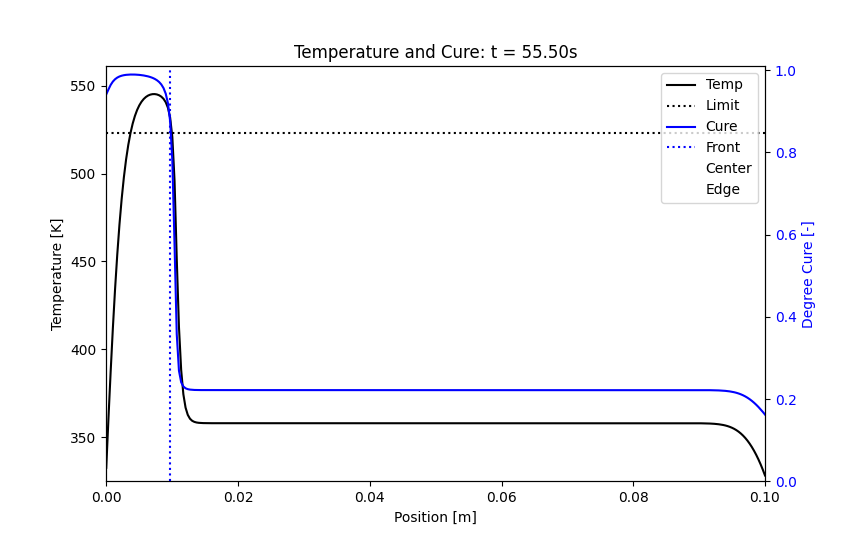 Temperature and Cure: t = 55.50s
Temp
Limit
Cure
Front
Center
Edge
Temperature [K]
550
500
450
400
350
Degree Cure [-]
1.0
0.8
0.6
0.4
0.2
0.0
0.00 0.02 0.04 0.06 0.08 0.10
Position [m]